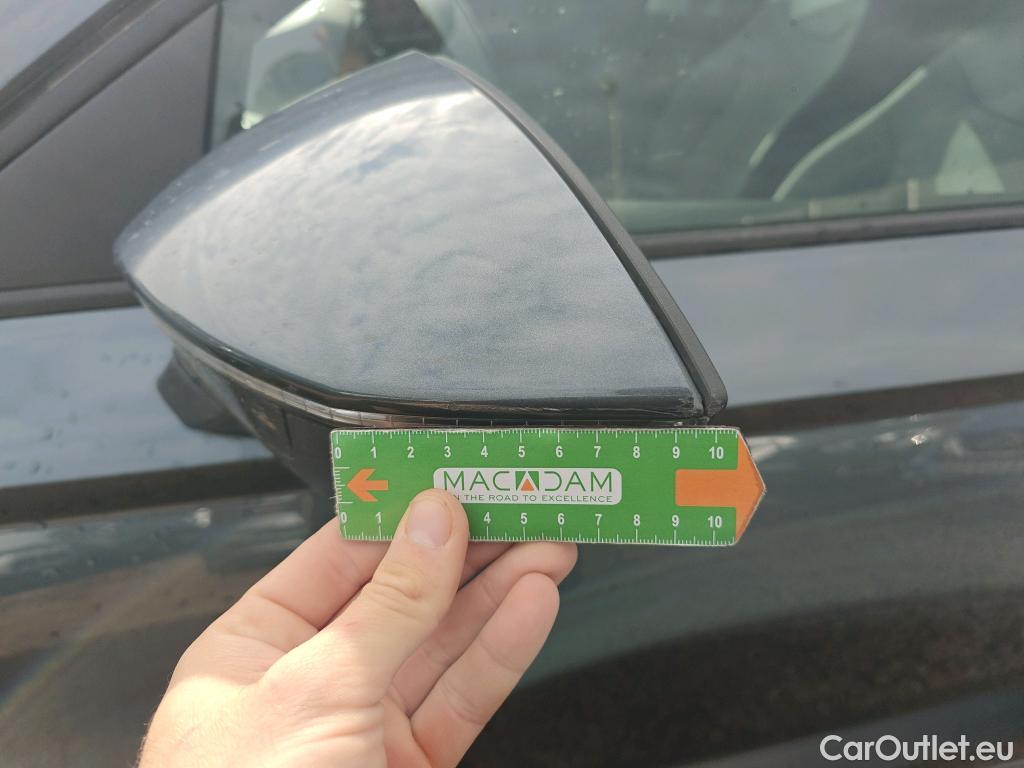 0 1 2 3 4 5 6 7 8 9 10
MACADAM
N THE ROAD TO EXCELLENCE
0 1 4 5 6 7 8 9 10
CarOutlet.eu